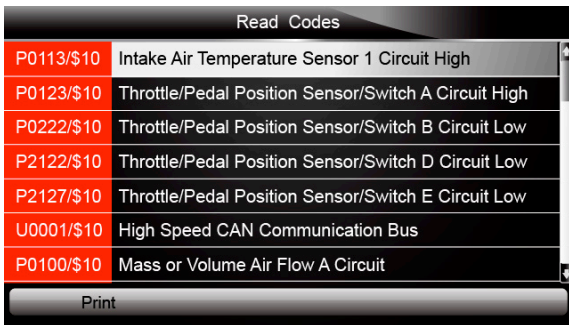 Read Codes
P0113/$10 Intake Air Temperature Sensor 1 Circuit High
P0123/$10 Throttle/Pedal Position Sensor/Switch A Circuit High
P0222/$10 Throttle/Pedal Position Sensor/Switch B Circuit Low
P2122/$10 Throttle/Pedal Position Sensor/Switch D Circuit Low
P2127/$10 Throttle/Pedal Position Sensor/Switch E Circuit Low
U0001/$10 High Speed CAN Communication Bus
P0100/$10 Mass or Volume Air Flow A Circuit
Print